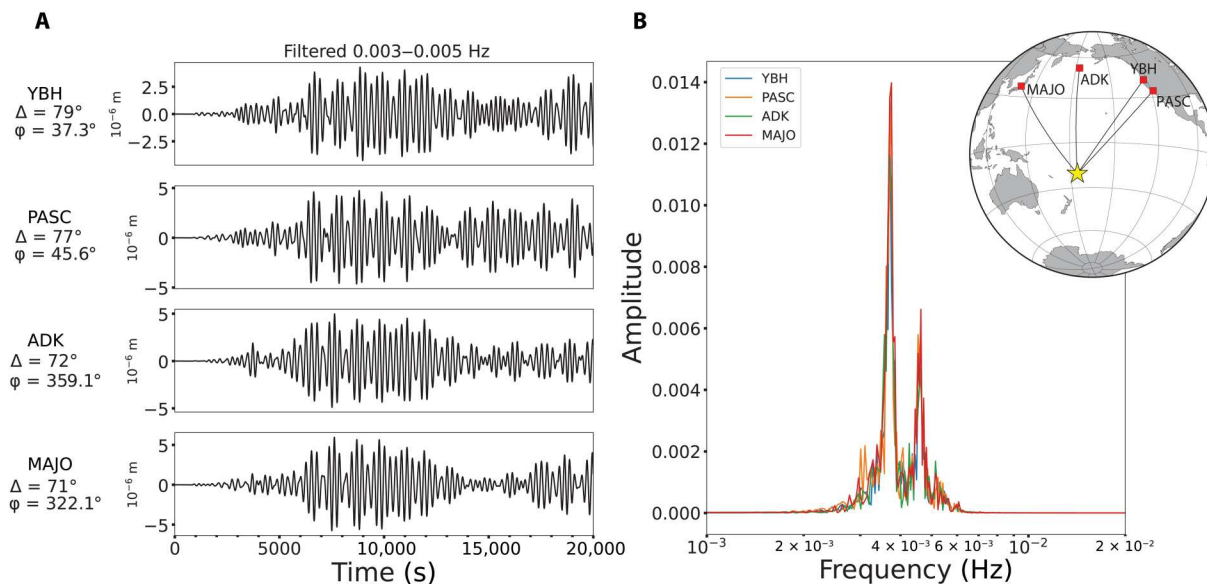 A
Filtered 0.003–0.005 Hz
YBH
Δ = 79°
φ = 37.3°
10⁻⁶ m
2.5
0.0
−2.5
PASC
Δ = 77°
φ = 45.6°
10⁻⁶ m
5
0
−5
ADK
Δ = 72°
φ = 359.1°
10⁻⁶ m
5
0
−5
MAJO
Δ = 71°
φ = 322.1°
10⁻⁶ m
5
0
−5
0 5000 10,000 15,000 20,000
Time (s)
B
YBH
PASC
ADK
MAJO
MAJO
ADK
YBH
PASC
Amplitude
0.014
0.012
0.010
0.008
0.006
0.004
0.002
0.000
10⁻³ 2 × 10⁻³ 4 × 10⁻³ 6 × 10⁻³ 10⁻² 2 × 10⁻²
Frequency (Hz)